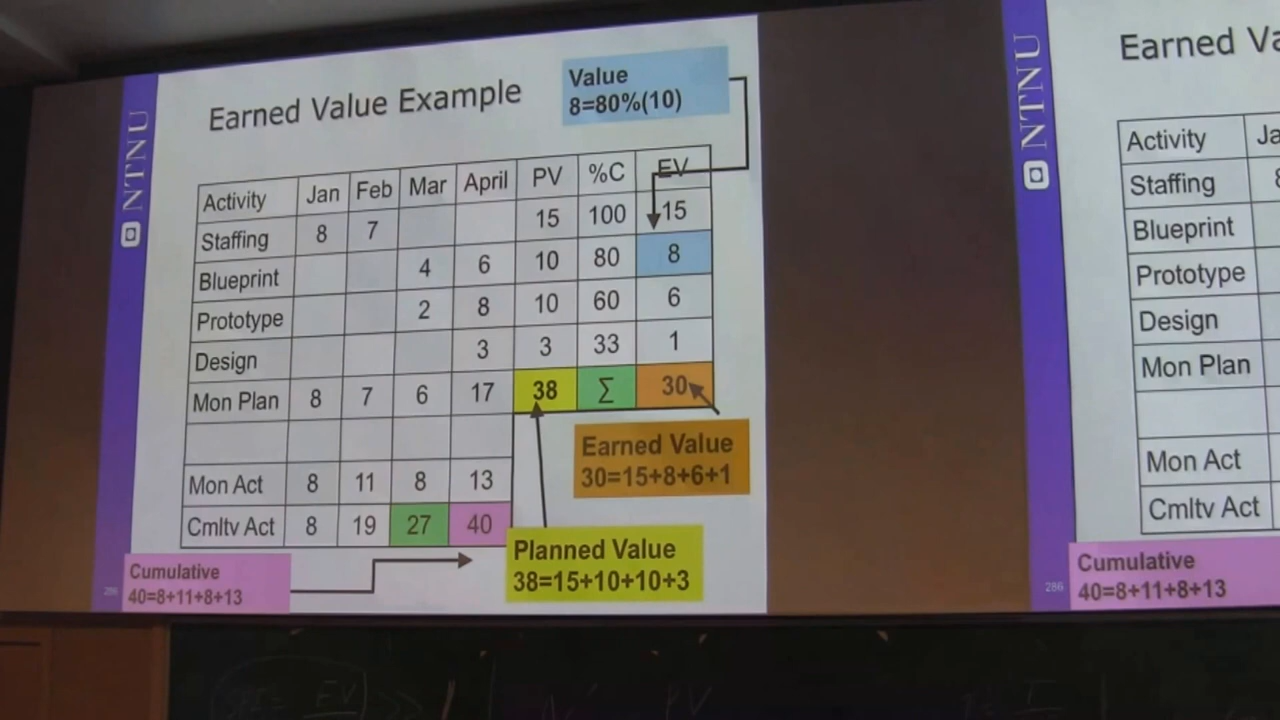 NTNU
Earned Value Example
Value
8=80%(10)
Activity Jan Feb Mar April PV %C EV
Staffing 8 7 15 100 15
Blueprint 4 6 10 80 8
Prototype 2 8 10 60 6
Design 3 3 33 1
Mon Plan 8 7 6 17 38 Σ 30
Mon Act 8 11 8 13
Cmltv Act 8 19 27 40
Earned Value
30=15+8+6+1
Planned Value
38=15+10+10+3
Cumulative
40=8+11+8+13
NTNU
Earned Va
Activity Ja
Staffing
Blueprint
Prototype
Design
Mon Plan
Mon Act
Cmltv Act
286
Cumulative
40=8+11+8+13
EV
PV